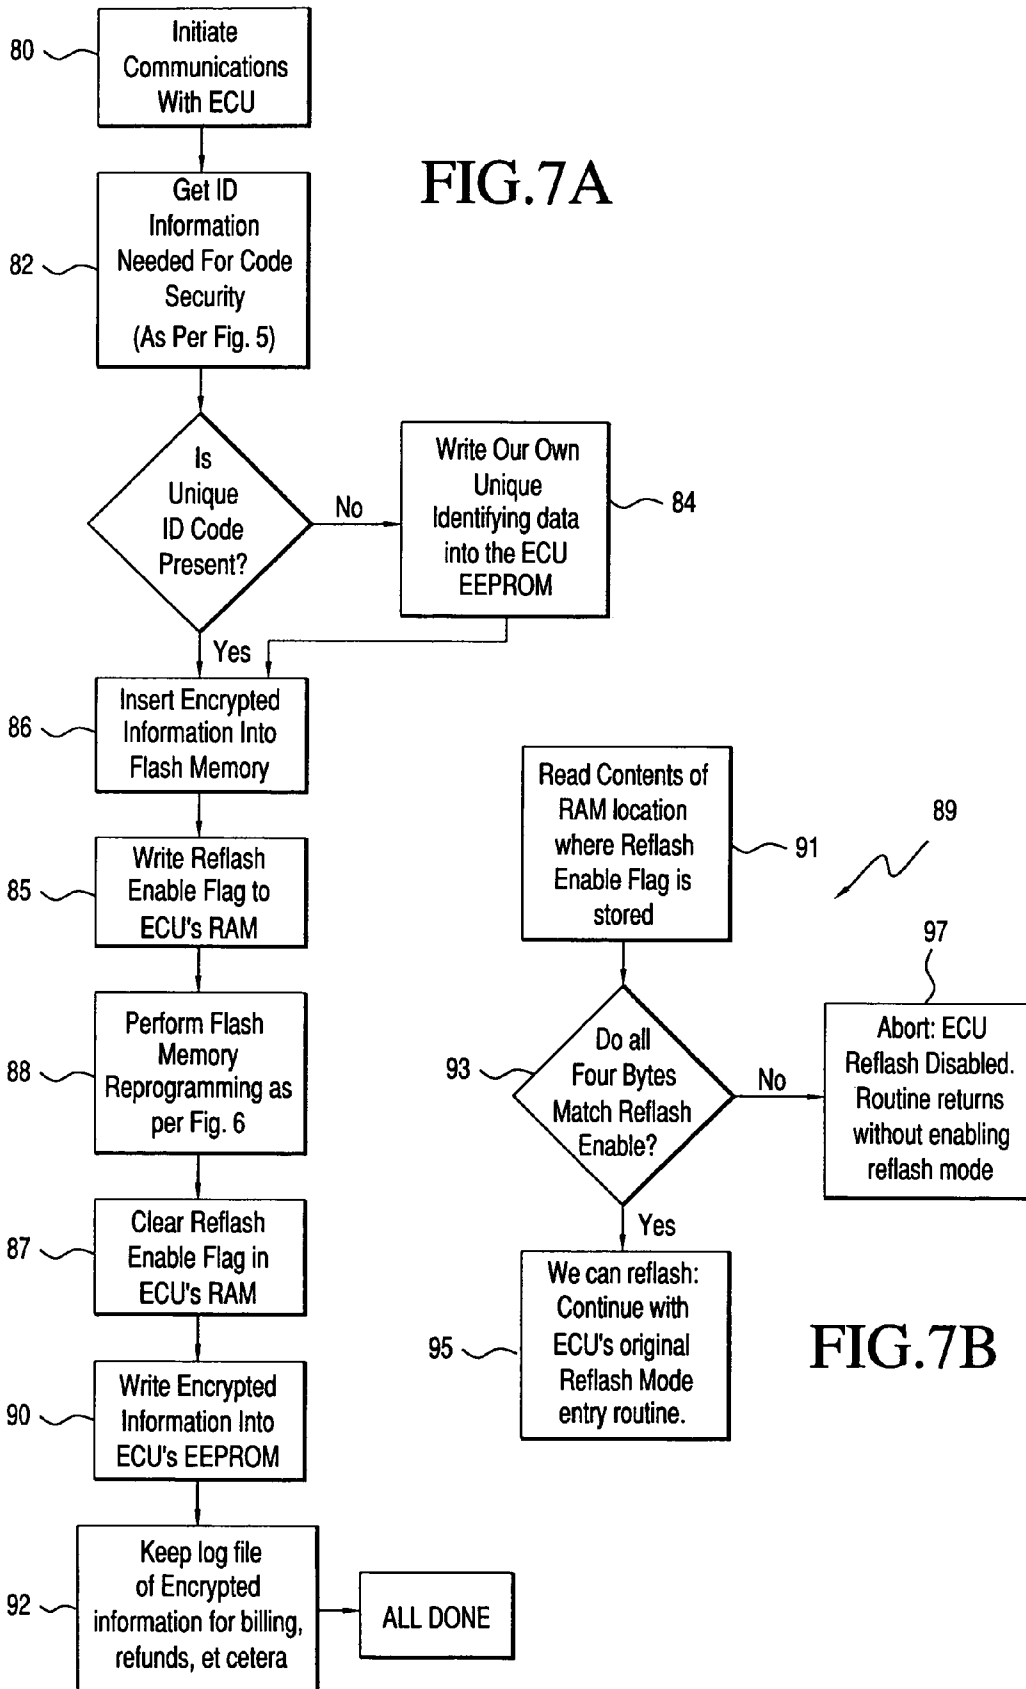 80
Initiate
Communications
With ECU
FIG.7A
82
Get ID
Information
Needed For Code
Security
(As Per Fig. 5)
Is
Unique
ID Code
Present?
No
Write Our Own
Unique
Identifying data
into the ECU
EEPROM
84
Yes
86
Insert Encrypted
Information Into
Flash Memory
85
Write Reflash
Enable Flag to
ECU's RAM
88
Perform Flash
Memory
Reprogramming as
per Fig. 6
87
Clear Reflash
Enable Flag in
ECU's RAM
90
Write Encrypted
Information Into
ECU's EEPROM
92
Keep log file
of Encrypted
information for billing,
refunds, et cetera
ALL DONE
Read Contents of
RAM location
where Reflash
Enable Flag is
stored
91
89
93
Do all
Four Bytes
Match Reflash
Enable?
No
97
Abort: ECU
Reflash Disabled.
Routine returns
without enabling
reflash mode
Yes
95
We can reflash:
Continue with
ECU's original
Reflash Mode
entry routine.
FIG.7B